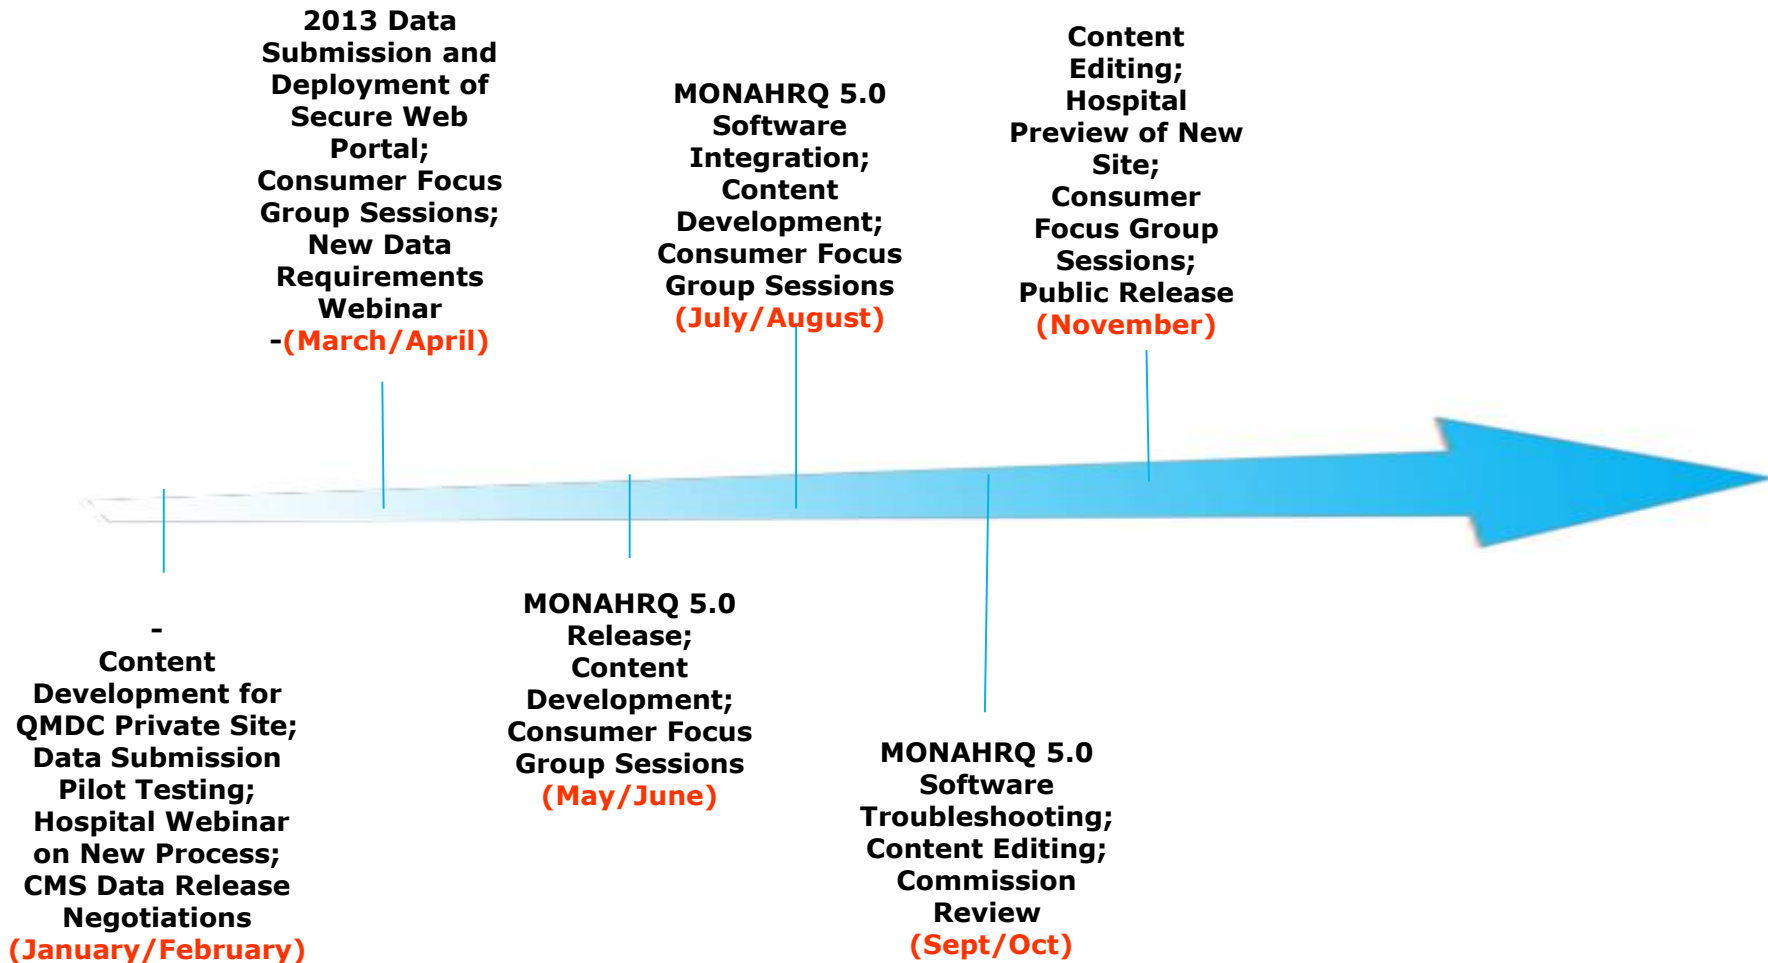 2013 Data
Submission and
Deployment of
Secure Web
Portal;
Consumer Focus
Group Sessions;
New Data
Requirements
Webinar
-(March/April)
MONAHRQ 5.0
Software
Integration;
Content
Development;
Consumer Focus
Group Sessions
(July/August)
Content
Editing;
Hospital
Preview of New
Site;
Consumer
Focus Group
Sessions;
Public Release
(November)
-
Content
Development for
QMDC Private Site;
Data Submission
Pilot Testing;
Hospital Webinar
on New Process;
CMS Data Release
Negotiations
(January/February)
MONAHRQ 5.0
Release;
Content
Development;
Consumer Focus
Group Sessions
(May/June)
MONAHRQ 5.0
Software
Troubleshooting;
Content Editing;
Commission
Review
(Sept/Oct)